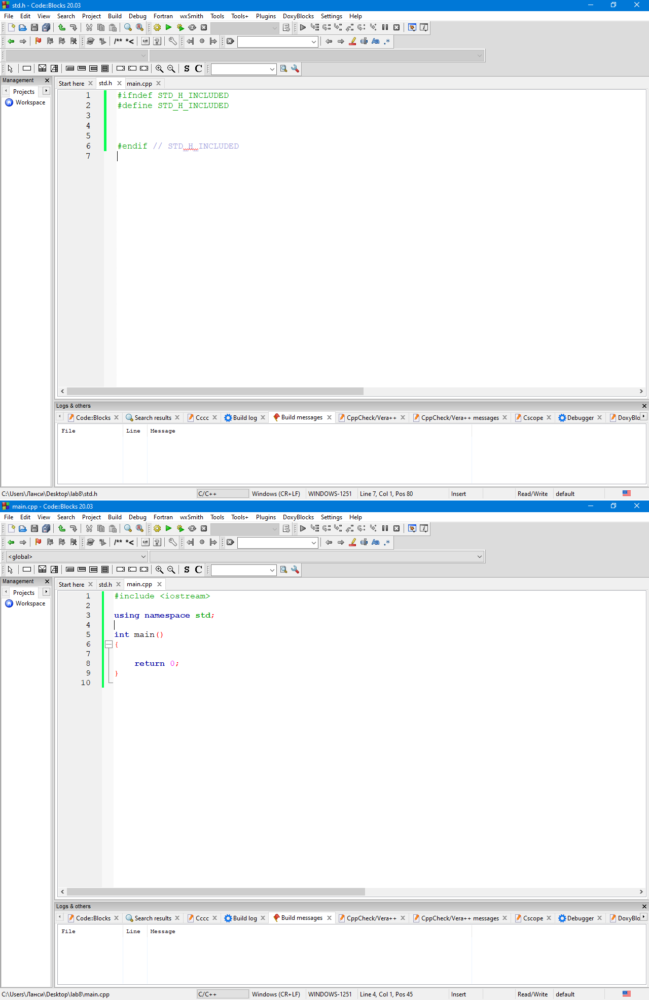 std.h - Code::Blocks 20.03
File Edit View Search Project Build Debug Fortran wxSmith Tools Tools+ Plugins DoxyBlocks Settings Help
/** *<
Aa .*
S C
Management
Start here std.h main.cpp
Projects
Workspace
1 #ifndef STD_H_INCLUDED
2 #define STD_H_INCLUDED
3
4
5
6 #endif // STD_H_INCLUDED
7
Logs & others
Code::Blocks Search results Cccc Build log Build messages CppCheck/Vera++ CppCheck/Vera++ messages Cscope Debugger DoxyBlo
File Line Message
C:\Users\Ланси\Desktop\lab8\std.h C/C++ Windows (CR+LF) WINDOWS-1251 Line 7, Col 1, Pos 80 Insert Read/Write default
main.cpp - Code::Blocks 20.03
File Edit View Search Project Build Debug Fortran wxSmith Tools Tools+ Plugins DoxyBlocks Settings Help
/** *<
Aa .*
<global>
S C
Management
Start here std.h main.cpp
Projects
Workspace
1 #include <iostream>
2
3 using namespace std;
4
5 int main()
6 {
7
8 return 0;
9 }
10
Logs & others
Code::Blocks Search results Cccc Build log Build messages CppCheck/Vera++ CppCheck/Vera++ messages Cscope Debugger DoxyBlo
File Line Message
C:\Users\Ланси\Desktop\lab8\main.cpp C/C++ Windows (CR+LF) WINDOWS-1251 Line 4, Col 1, Pos 45 Insert Read/Write default